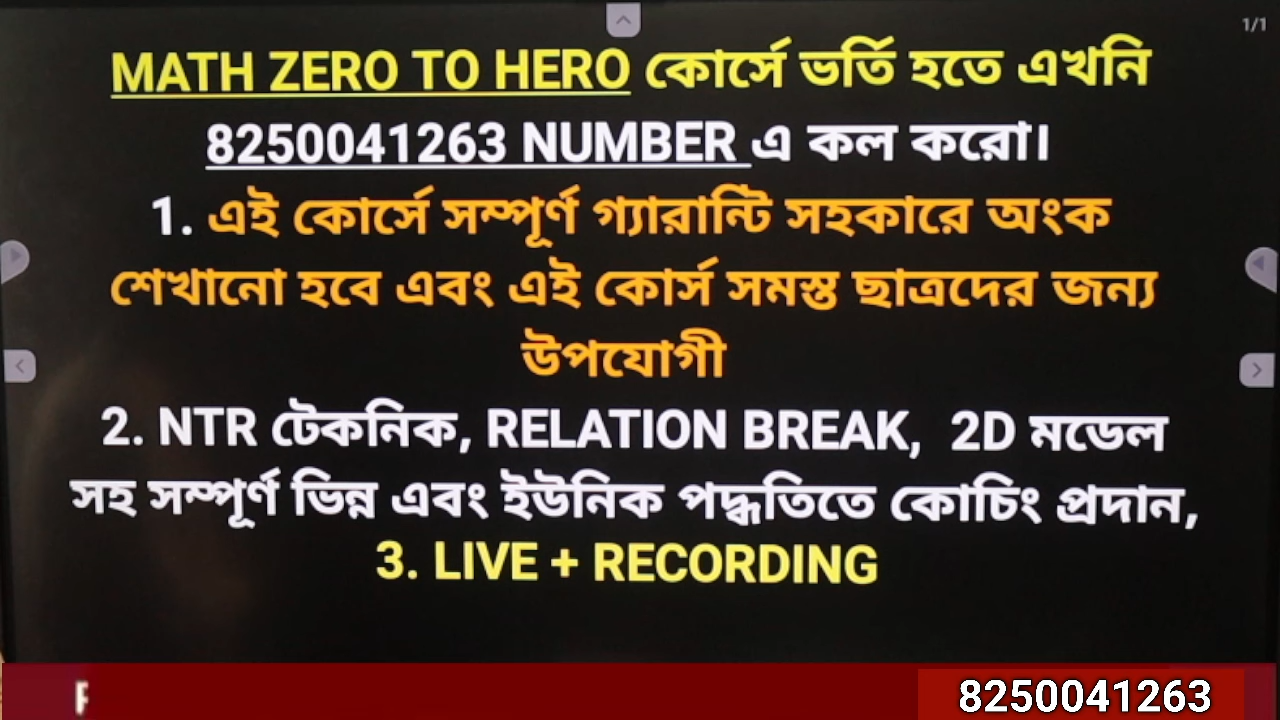 1/1
MATH ZERO TO HERO কোর্সে ভর্তি হতে এখনি
8250041263 NUMBER এ কল করো।
1. এই কোর্সে সম্পূর্ণ গ্যারান্টি সহকারে অংক
শেখানো হবে এবং এই কোর্স সমস্ত ছাত্রদের জন্য
উপযোগী
2. NTR টেকনিক, RELATION BREAK, 2D মডেল
সহ সম্পূর্ণ ভিন্ন এবং ইউনিক পদ্ধতিতে কোচিং প্রদান,
3. LIVE + RECORDING
8250041263